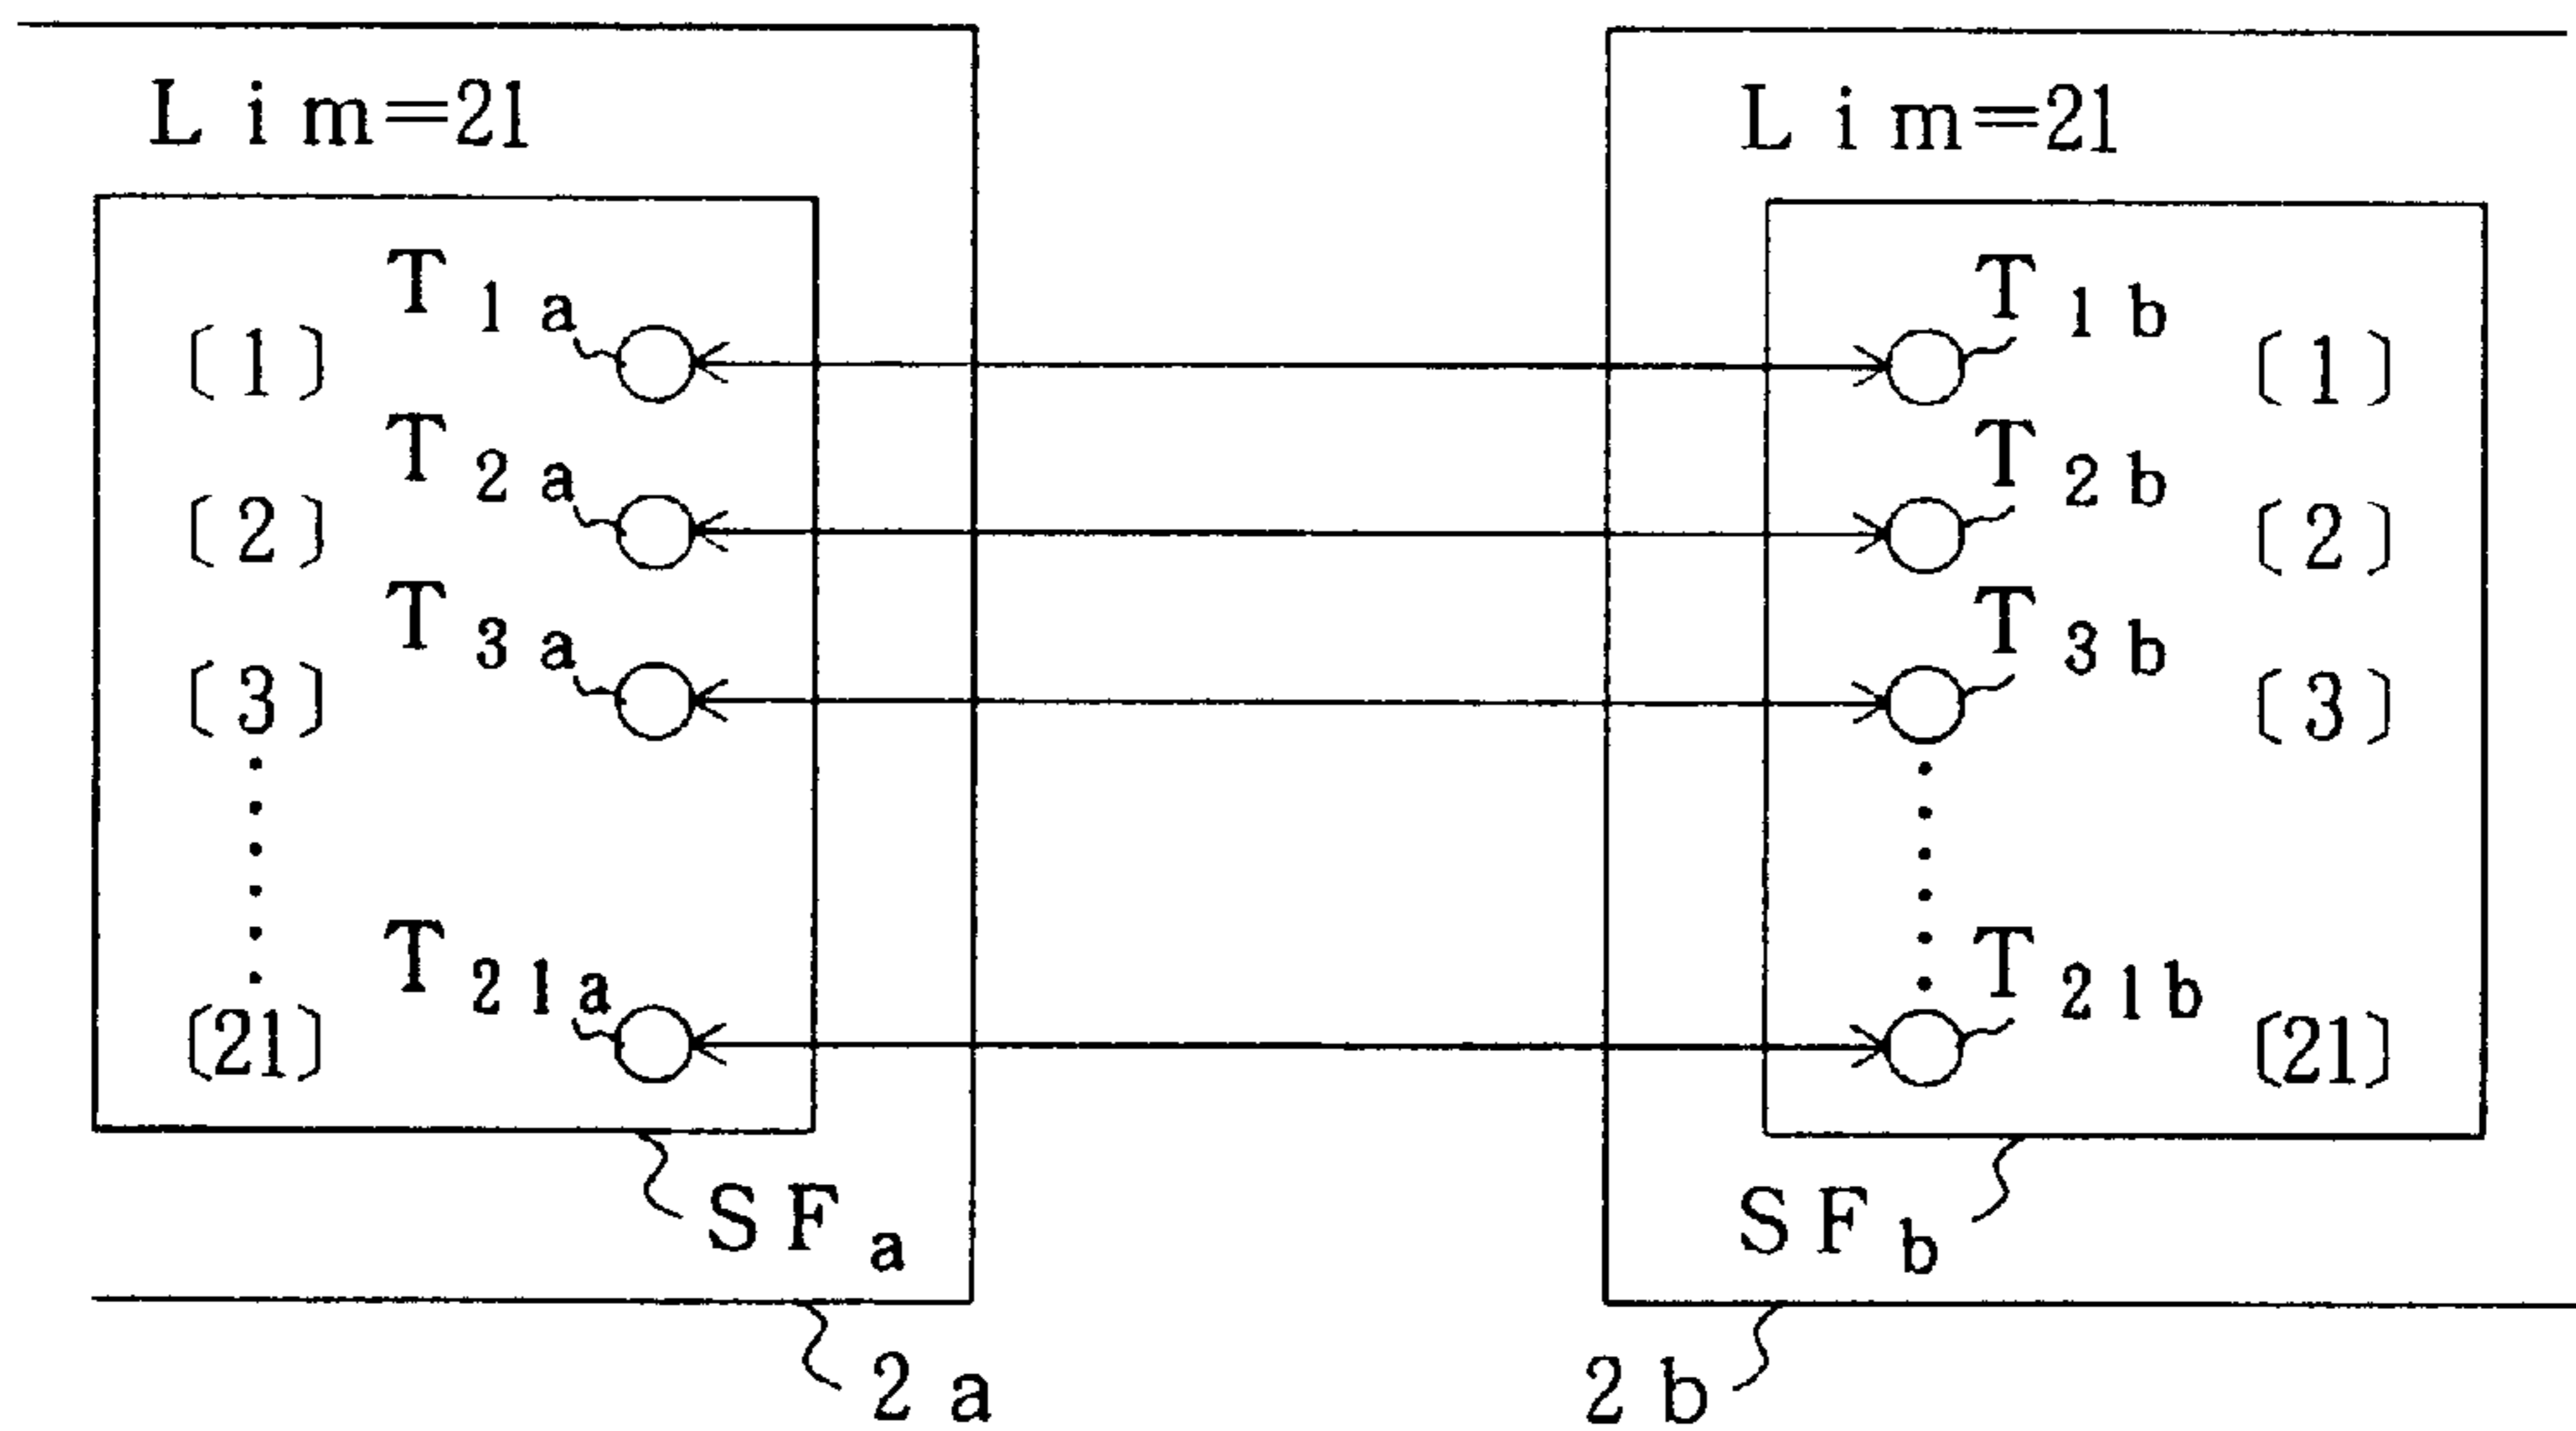 Lim=21 Lim=21
T1a T1b
〔1〕 〔1〕
T2a T2b
〔2〕 〔2〕
T3a T3b
〔3〕 〔3〕
T21a T21b
〔21〕 〔21〕
SFa SFb
2a 2b